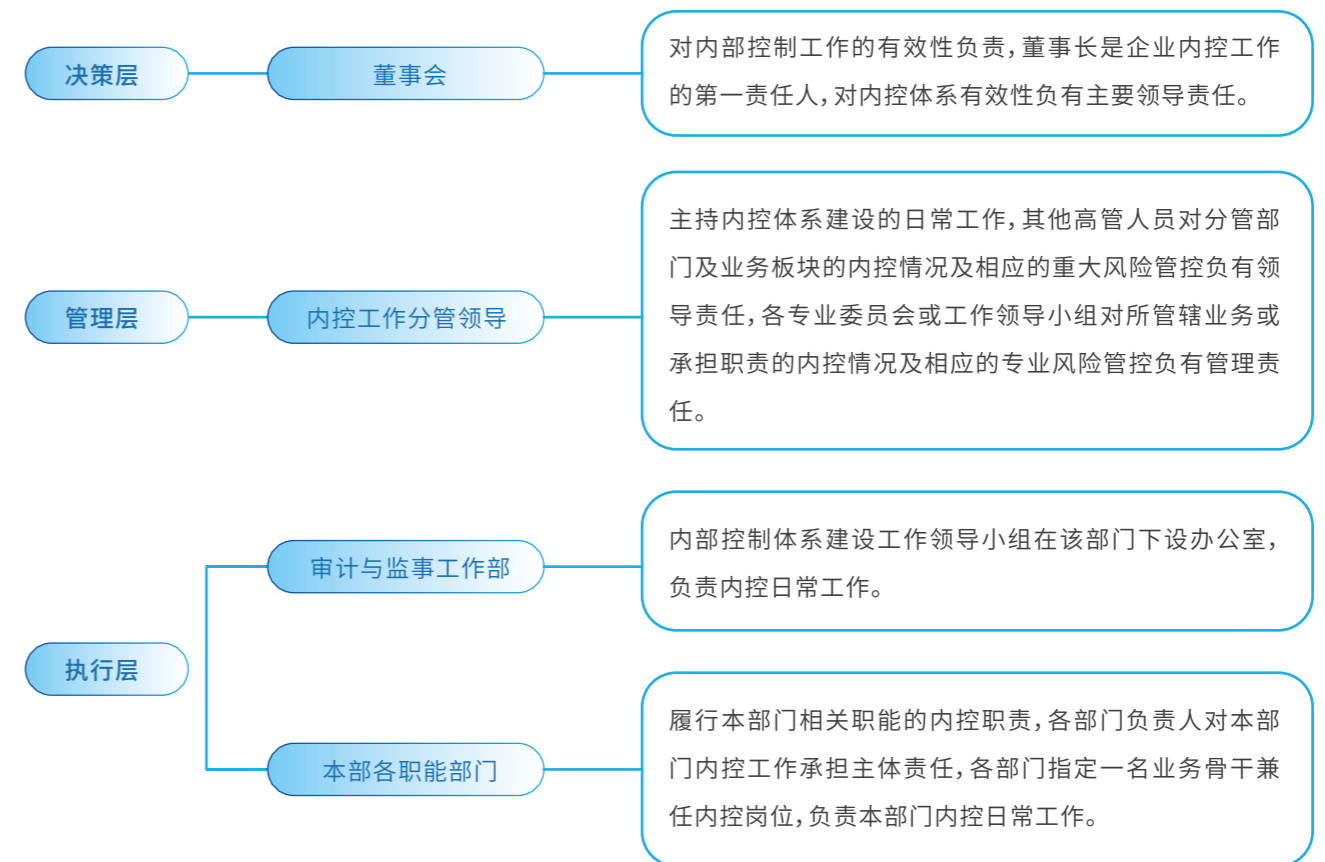 决策层
董事会
对内部控制工作的有效性负责，董事长是企业内控工作
的第一责任人，对内控体系有效性负有主要领导责任。
管理层
内控工作分管领导
主持内控体系建设的日常工作，其他高管人员对分管部
门及业务板块的内控情况及相应的重大风险管控负有领
导责任，各专业委员会或工作领导小组对所管辖业务或
承担职责的内控情况及相应的专业风险管控负有管理责
任。
执行层
审计与监事工作部
内部控制体系建设工作领导小组在该部门下设办公室，
负责内控日常工作。
本部各职能部门
履行本部门相关职能的内控职责，各部门负责人对本部
门内控工作承担主体责任，各部门指定一名业务骨干兼
任内控岗位，负责本部门内控日常工作。